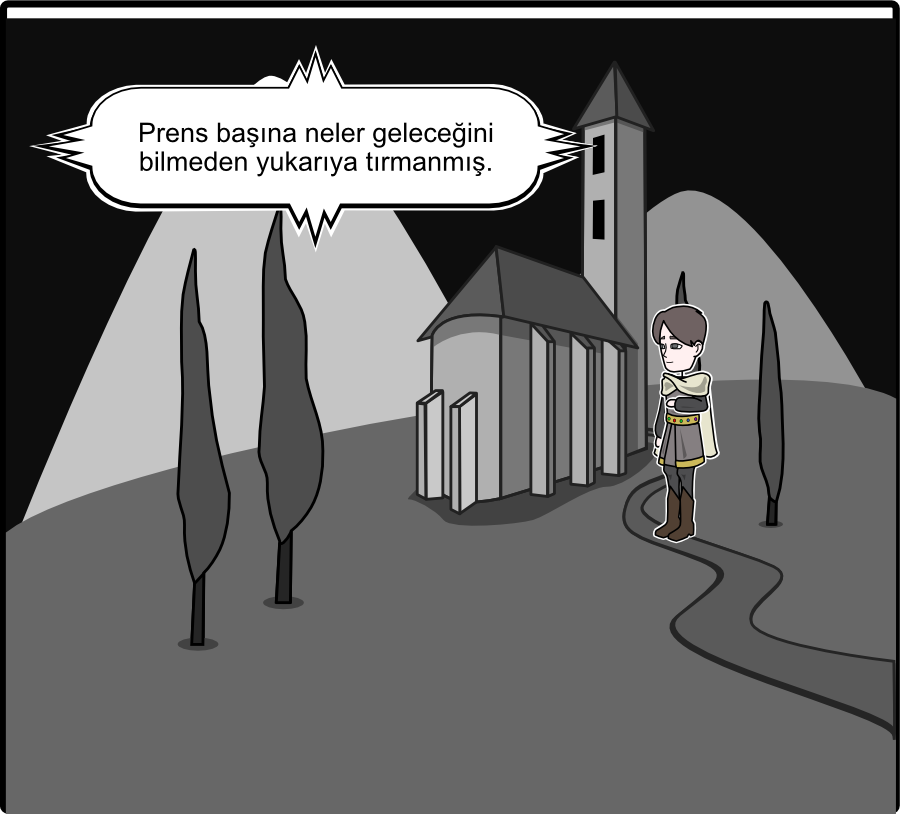 Prens başına neler geleceğini
bilmeden yukarıya tırmanmış.